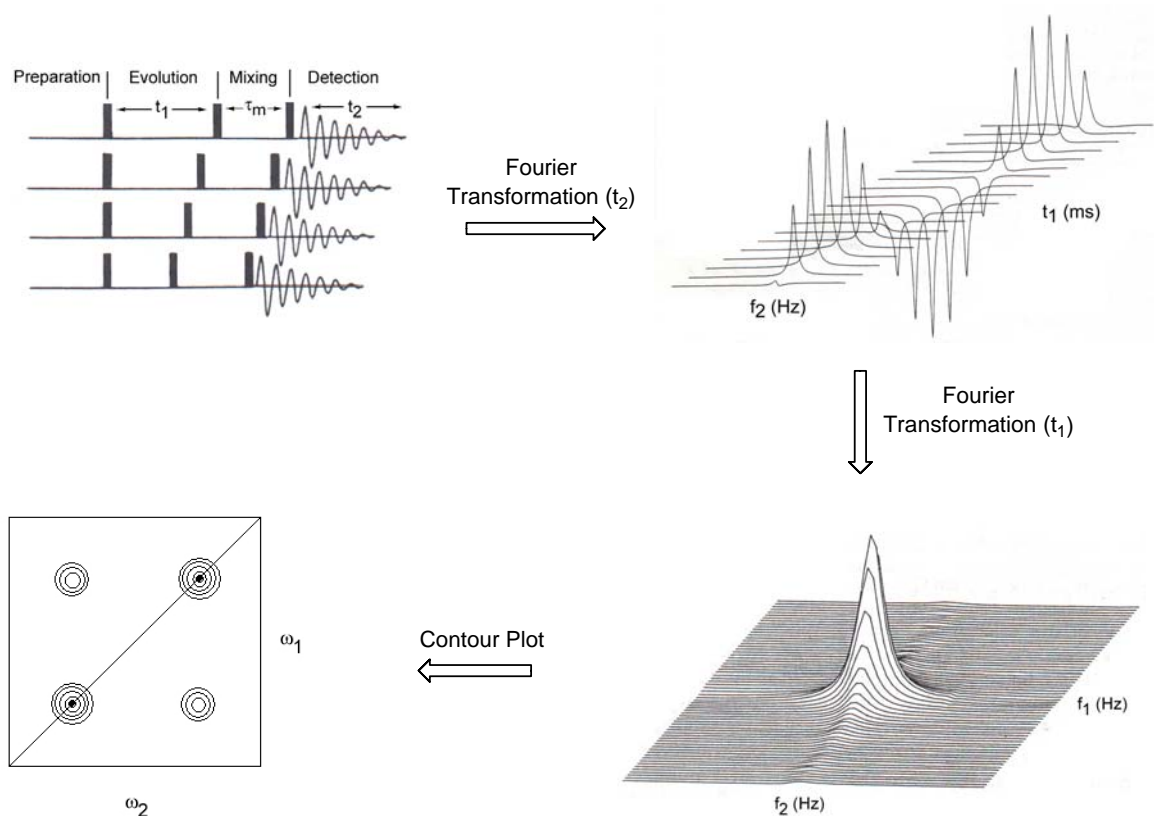 Preparation | Evolution | Mixing | Detection
t₁ τₘ t₂
Fourier
Transformation (t₂)
t₁ (ms)
f₂ (Hz)
Fourier
Transformation (t₁)
f₁ (Hz)
f₂ (Hz)
Contour Plot
ω₁
ω₂